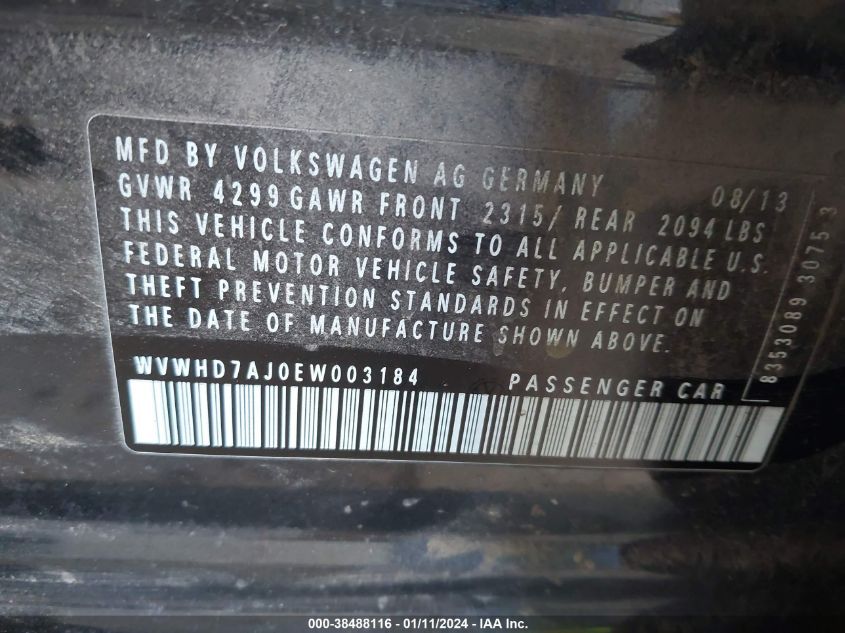 MFD BY VOLKSWAGEN AG GERMANY 08/13
GVWR 4299 GAWR FRONT 2315/ REAR 2094 LBS
THIS VEHICLE CONFORMS TO ALL APPLICABLE U.S.
FEDERAL MOTOR VEHICLE SAFETY, BUMPER AND
THEFT PREVENTION STANDARDS IN EFFECT ON
THE DATE OF MANUFACTURE SHOWN ABOVE.
WVWHD7AJ0EW003184 PASSENGER CAR
8353089 30753
000-38488116 - 01/11/2024 - IAA Inc.